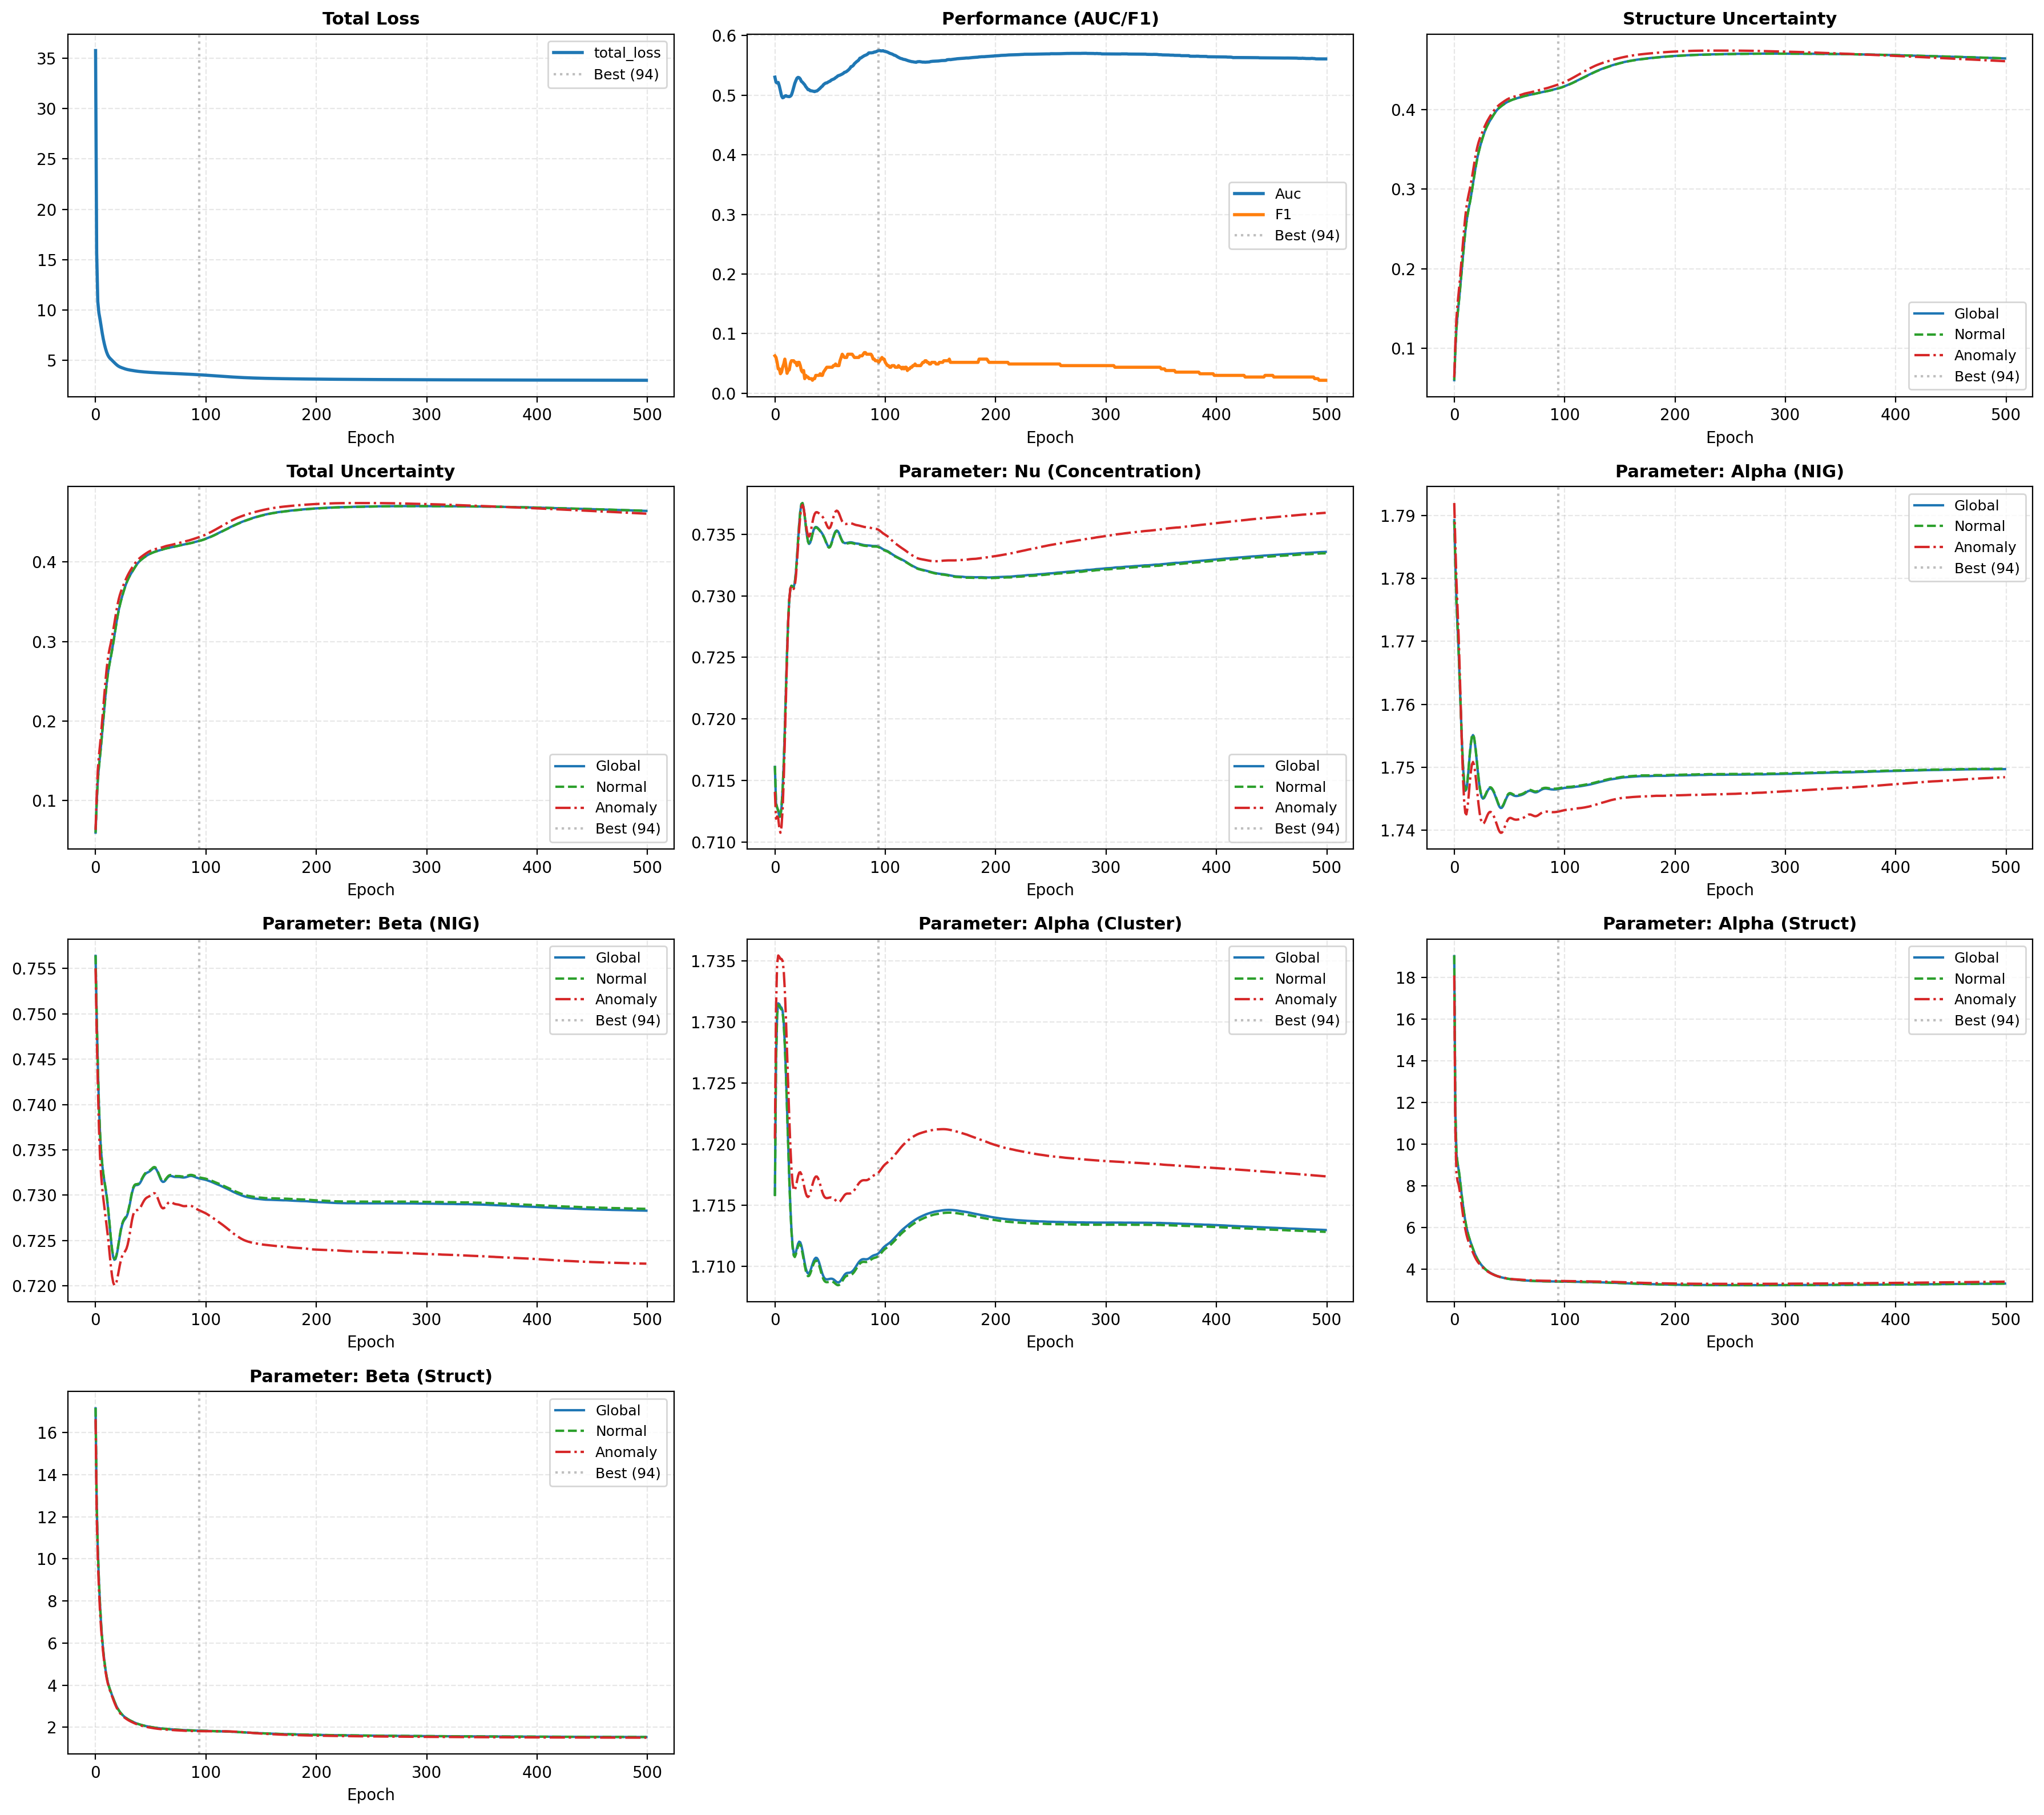 Total Loss
35
30
25
20
15
10
5
total_loss
Best (94)
0 100 200 300 400 500
Epoch
Performance (AUC/F1)
0.6
0.5
0.4
0.3
0.2
0.1
0.0
Auc
F1
Best (94)
0 100 200 300 400 500
Epoch
Structure Uncertainty
0.4
0.3
0.2
0.1
Global
Normal
Anomaly
Best (94)
0 100 200 300 400 500
Epoch
Total Uncertainty
0.4
0.3
0.2
0.1
Global
Normal
Anomaly
Best (94)
0 100 200 300 400 500
Epoch
Parameter: Nu (Concentration)
0.735
0.730
0.725
0.720
0.715
0.710
Global
Normal
Anomaly
Best (94)
0 100 200 300 400 500
Epoch
Parameter: Alpha (NIG)
1.79
1.78
1.77
1.76
1.75
1.74
Global
Normal
Anomaly
Best (94)
0 100 200 300 400 500
Epoch
Parameter: Beta (NIG)
0.755
0.750
0.745
0.740
0.735
0.730
0.725
0.720
Global
Normal
Anomaly
Best (94)
0 100 200 300 400 500
Epoch
Parameter: Alpha (Cluster)
1.735
1.730
1.725
1.720
1.715
1.710
Global
Normal
Anomaly
Best (94)
0 100 200 300 400 500
Epoch
Parameter: Alpha (Struct)
18
16
14
12
10
8
6
4
Global
Normal
Anomaly
Best (94)
0 100 200 300 400 500
Epoch
Parameter: Beta (Struct)
16
14
12
10
8
6
4
2
Global
Normal
Anomaly
Best (94)
0 100 200 300 400 500
Epoch